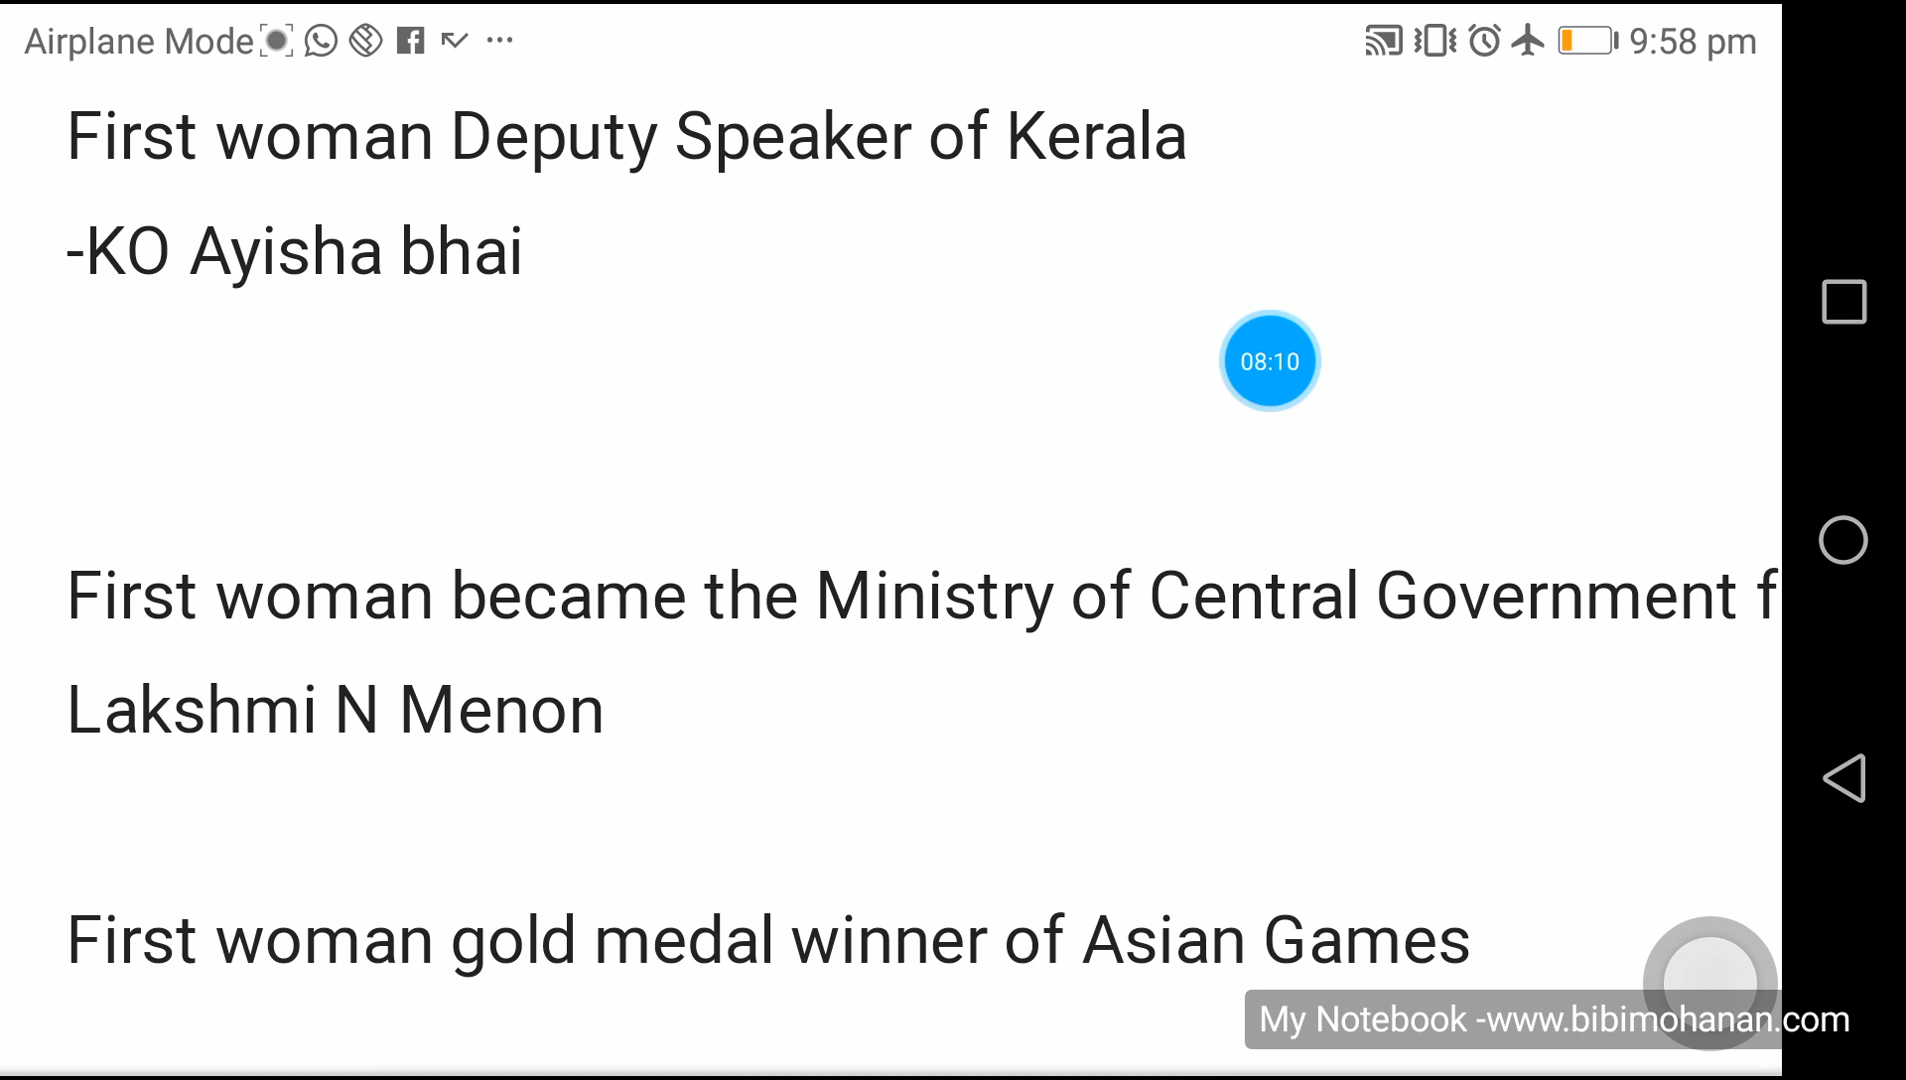 Airplane Mode 9:58 pm
First woman Deputy Speaker of Kerala
-KO Ayisha bhai
08:10
First woman became the Ministry of Central Government f
Lakshmi N Menon
First woman gold medal winner of Asian Games
My Notebook -www.bibimohanan.com